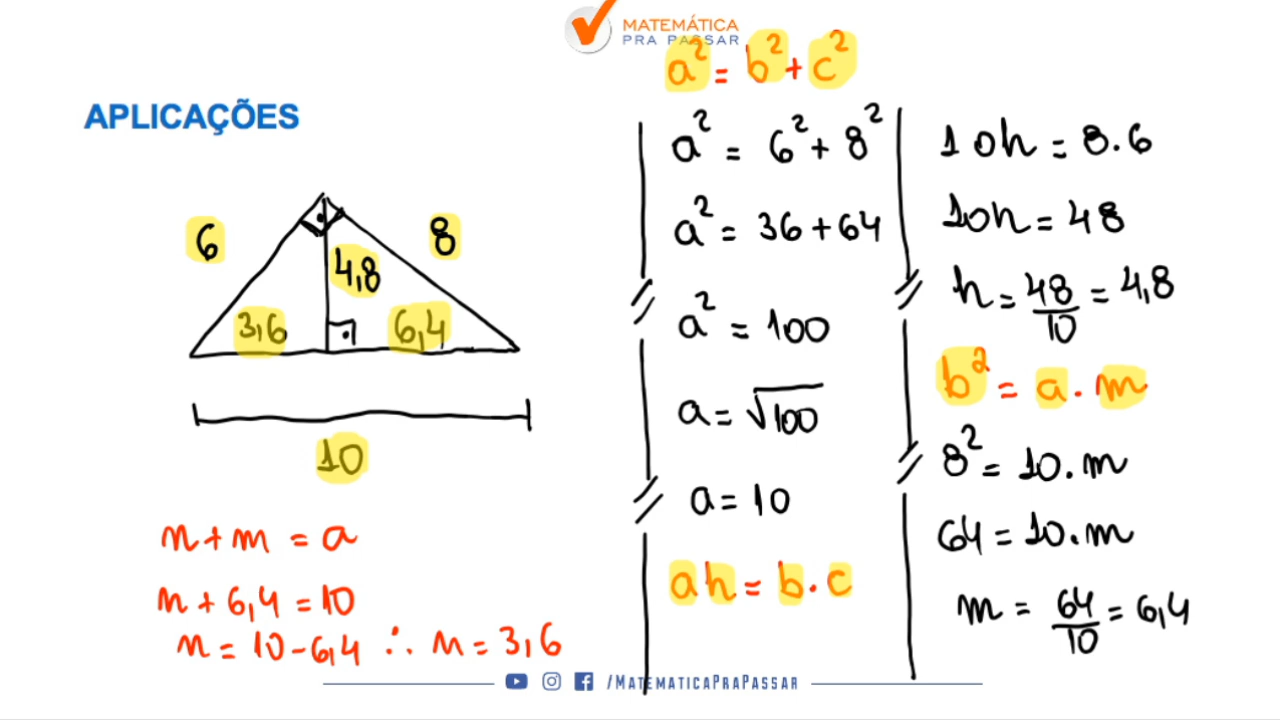 MATEMÁTICA
PRA PASSAR
APLICAÇÕES
6
8
4,8
3,6
6,4
10
n + m = a
n + 6,4 = 10
n = 10 - 6,4 ∴ n = 3,6
a² = b² + c²
a² = 6² + 8²
a² = 36 + 64
a² = 100
a = √100
a = 10
ah = b . c
10h = 8.6
10h = 48
h = 48/10 = 4,8
b² = a . m
8² = 10. m
64 = 10. m
m = 64/10 = 6,4
/MATEMATICAPRAPASSAR